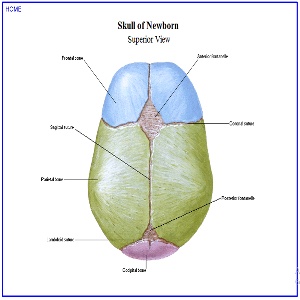 HOME
Skull of Newborn
Superior View
Frontal bone
Anterior fontanelle
Coronal suture
Sagittal suture
Parietal bone
Posterior fontanelle
Lambdoid suture
Occipital bone